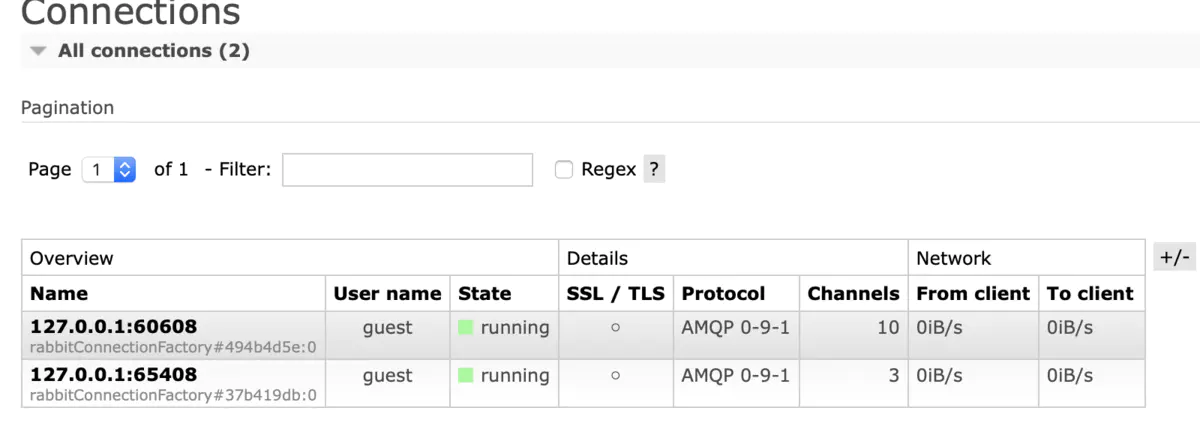 Connections
All connections (2)
Pagination
Page 1 of 1 - Filter: Regex ?
Overview Details Network +/-
Name User name State SSL / TLS Protocol Channels From client To client
127.0.0.1:60608 guest running ○ AMQP 0-9-1 10 0iB/s 0iB/s
rabbitConnectionFactory#494b4d5e:0
127.0.0.1:65408 guest running ○ AMQP 0-9-1 3 0iB/s 0iB/s
rabbitConnectionFactory#37b419db:0